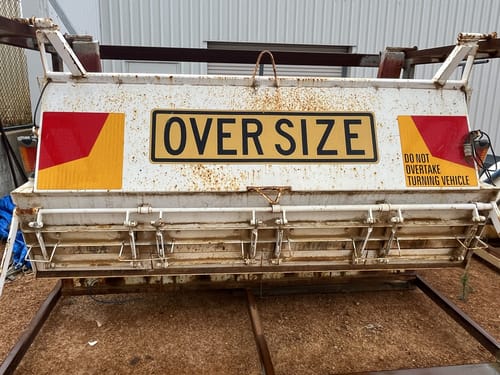 OVERSIZE
DO NOT
OVERTAKE
TURNING VEHICLE